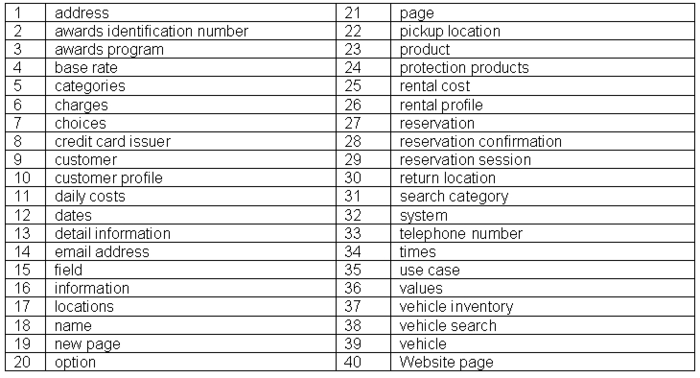 1 address 21 page
2 awards identification number 22 pickup location
3 awards program 23 product
4 base rate 24 protection products
5 categories 25 rental cost
6 charges 26 rental profile
7 choices 27 reservation
8 credit card issuer 28 reservation confirmation
9 customer 29 reservation session
10 customer profile 30 return location
11 daily costs 31 search category
12 dates 32 system
13 detail information 33 telephone number
14 email address 34 times
15 field 35 use case
16 information 36 values
17 locations 37 vehicle inventory
18 name 38 vehicle search
19 new page 39 vehicle
20 option 40 Website page